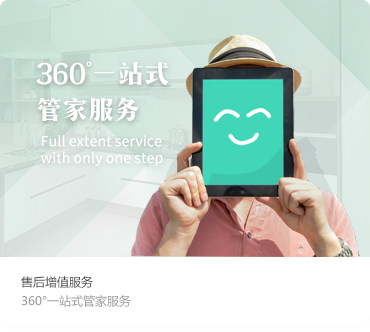 360°一站式
管家服务
Full extent service
with only one step
售后增值服务
360°一站式管家服务